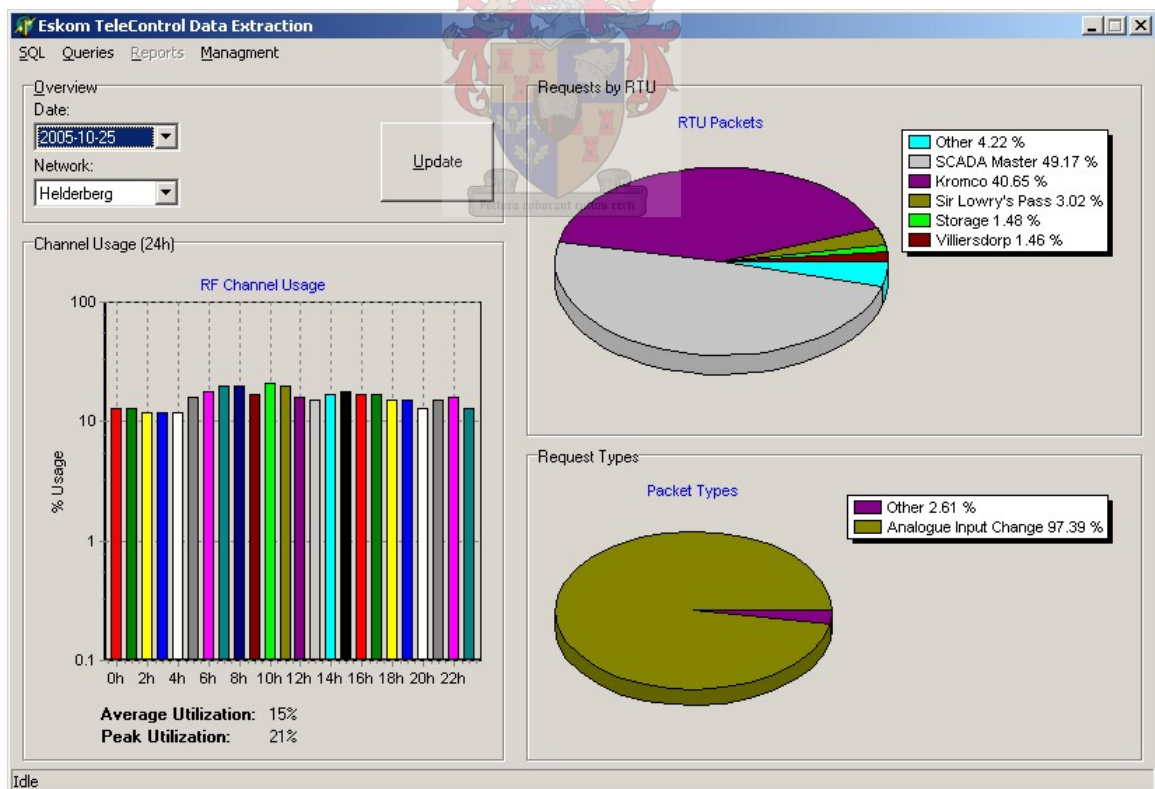 Eskom TeleControl Data Extraction
SQL Queries Reports Managment
Overview
Date:
2005-10-25
Network:
Helderberg
Update
Pectora roborant cultus recti
Channel Usage (24h)
RF Channel Usage
% Usage
100
10
1
0.1
0h 2h 4h 6h 8h 10h 12h 14h 16h 18h 20h 22h
Average Utilization: 15%
Peak Utilization: 21%
Requests by RTU
RTU Packets
Other 4.22 %
SCADA Master 49.17 %
Kromco 40.65 %
Sir Lowry's Pass 3.02 %
Storage 1.48 %
Villiersdorp 1.46 %
Request Types
Packet Types
Other 2.61 %
Analogue Input Change 97.39 %
Idle